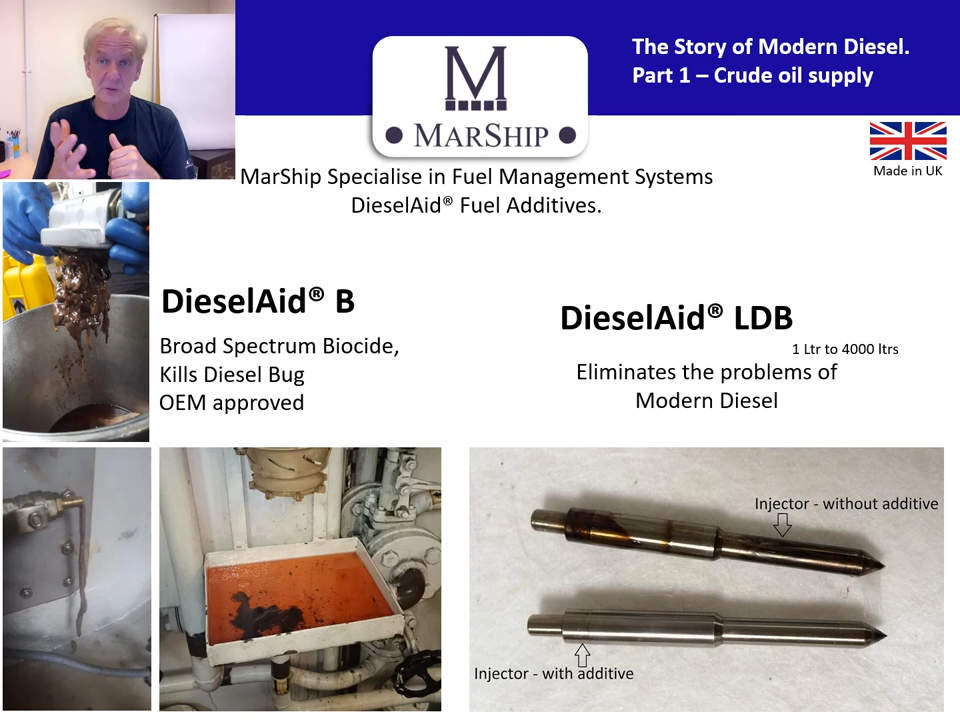 The Story of Modern Diesel.
Part 1 – Crude oil supply
M
MARSHIP
Made in UK
MarShip Specialise in Fuel Management Systems
DieselAid® Fuel Additives.
DieselAid® B
Broad Spectrum Biocide,
Kills Diesel Bug
OEM approved
DieselAid® LDB
1 Ltr to 4000 ltrs
Eliminates the problems of
Modern Diesel
Injector - without additive
Injector - with additive